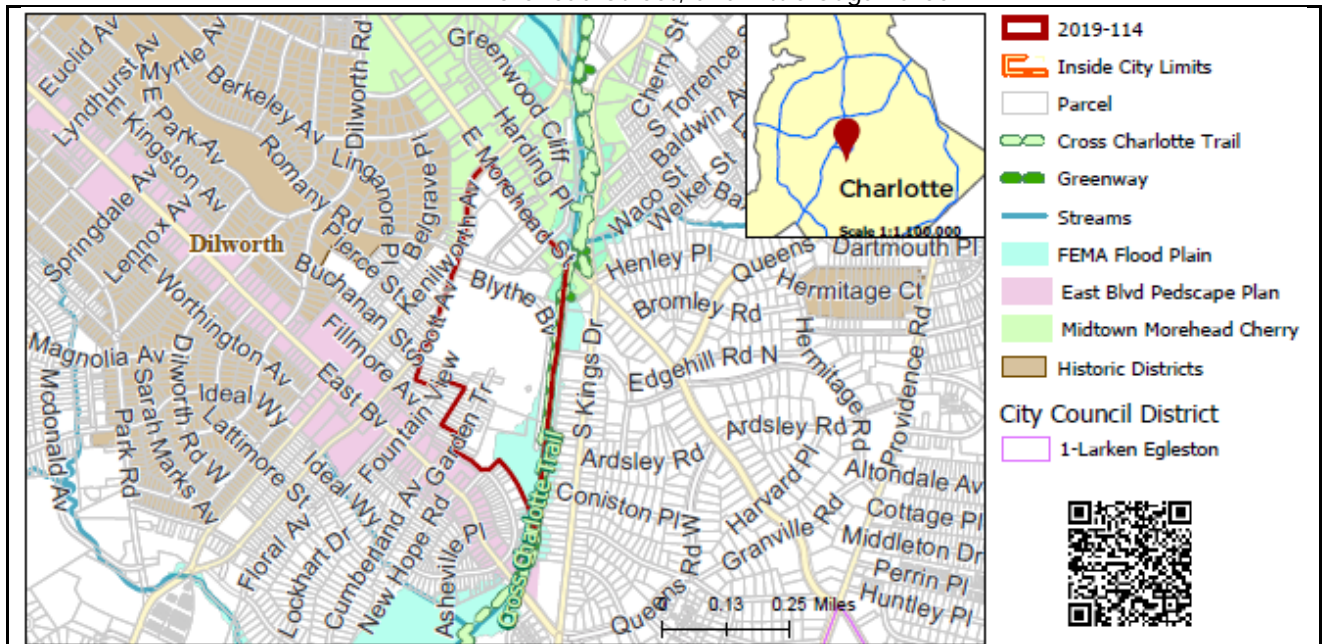 Euclid Av
Lyndhurst Av
Myrtle Av
E Park Av
E Kingston Av
Berkeley Av
Dilworth Rd
Romany Rd
Linganore Pl
Belgrave Pl
Greenwood Cliff
Harding Pl
E Morehead St
Cherry St
S Torrence St
Baldwin Av
Waco St
Welker St
Bax
Springdale Av
Lennox Av
E Worthington Av
Dilworth
Pierce St
Buchanan St
Kenilworth Av
Scott Av
Fillmore Av
Blythe Bv
Henley Pl
Queens
Dartmouth Pl
Hermitage Ct
Bromley Rd
Edgehill Rd N
Hermitage Rd
Providence Rd
Magnolia Av
Mcdonald Av
Park Rd
Sarah Marks Av
Dilworth Rd W
Ideal Wy
Lattimore St
East Bv
Fountain View
Garden Tr
S Kings Dr
Ardsley Rd
Ardsley Rd
Harvard Pl
Granville Rd
Altondale Av
Cottage Pl
Middleton Dr
Perrin Pl
Huntley Pl
Coniston Pl
Queens Rd W
Cross Charlotte Trail
Floral Av
Ideal Wy
Lockhart Dr
Cumberland Av
New Hope Rd
Asheville Pl
0 0.13 0.25 Miles
Charlotte
Scale 1:1,100,000
2019-114
Inside City Limits
Parcel
Cross Charlotte Trail
Greenway
Streams
FEMA Flood Plain
East Blvd Pedscape Plan
Midtown Morehead Cherry
Historic Districts
City Council District
1-Larken Egleston